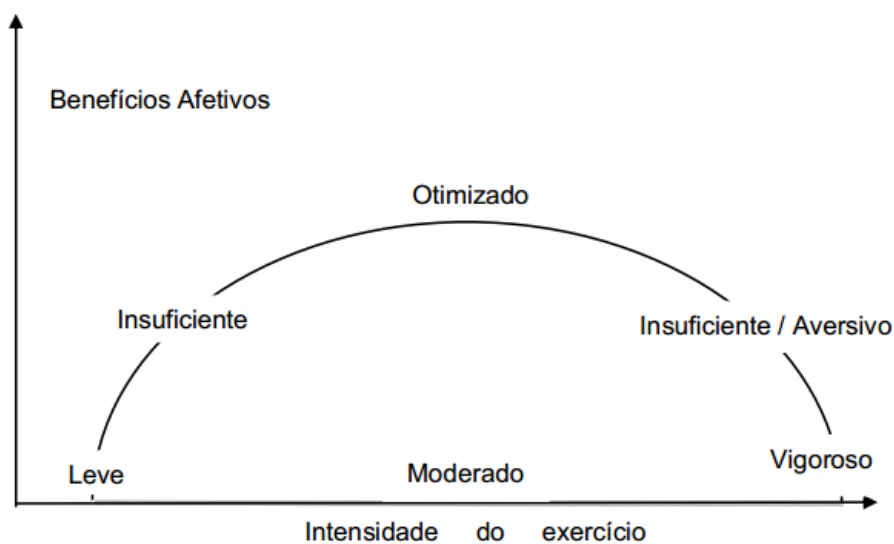 Benefícios Afetivos
Otimizado
Insuficiente
Insuficiente / Aversivo
Leve
Moderado
Vigoroso
Intensidade do exercício